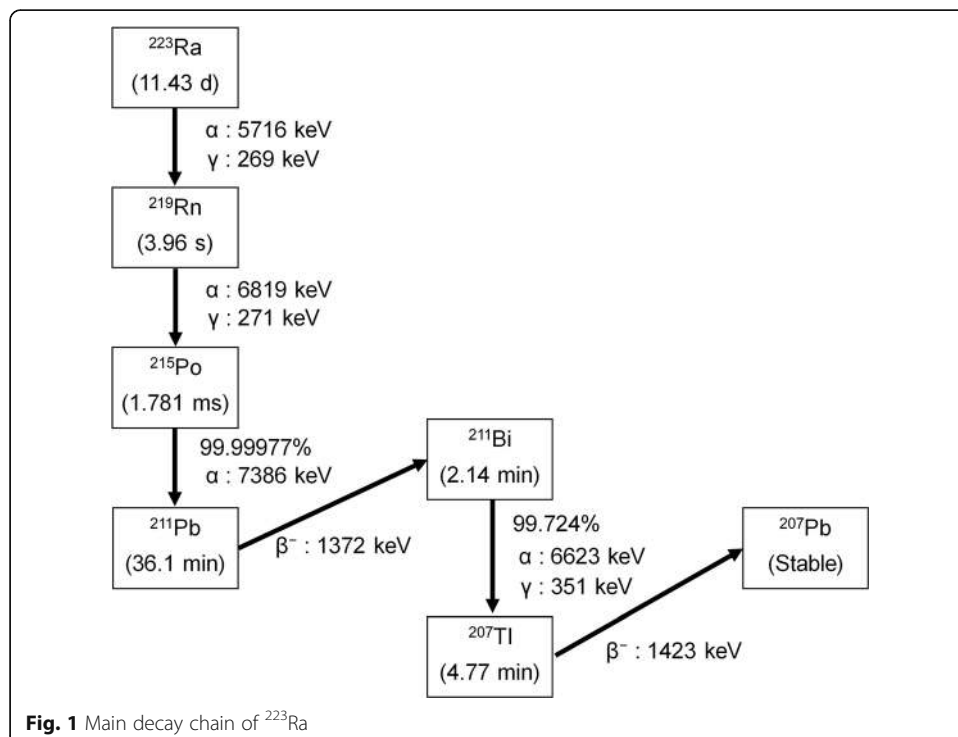 ²²³Ra
(11.43 d)
α : 5716 keV
γ : 269 keV
²¹⁹Rn
(3.96 s)
α : 6819 keV
γ : 271 keV
²¹⁵Po
(1.781 ms)
99.99977%
α : 7386 keV
²¹¹Pb
(36.1 min)
β⁻ : 1372 keV
²¹¹Bi
(2.14 min)
99.724%
α : 6623 keV
γ : 351 keV
²⁰⁷Tl
(4.77 min)
β⁻ : 1423 keV
²⁰⁷Pb
(Stable)
Fig. 1 Main decay chain of ²²³Ra